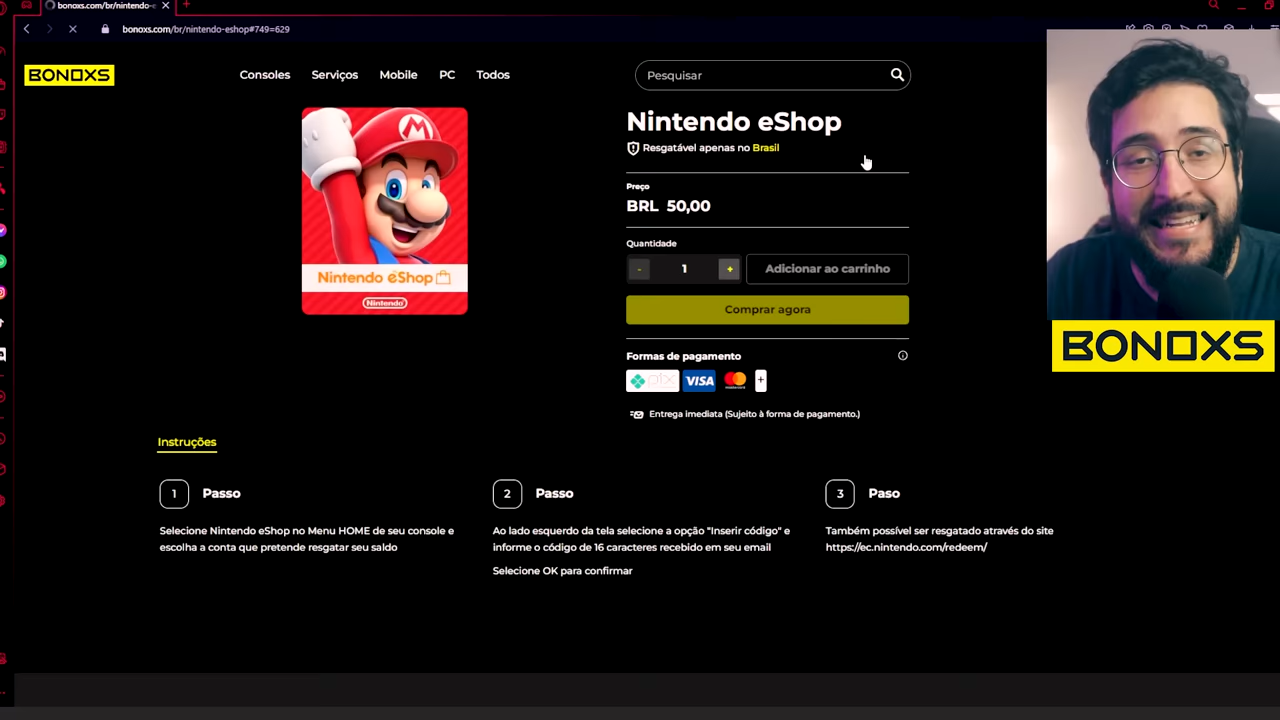 bonoxs.com/br/nintendo-e
bonoxs.com/br/nintendo-eshop#749=629
BONOXS
Consoles
Serviços
Mobile
PC
Todos
Pesquisar
Nintendo eShop
Resgatável apenas no Brasil
Preço
BRL 50,00
Quantidade
- 1 +
Adicionar ao carrinho
Comprar agora
Formas de pagamento
pix VISA +
Entrega imediata (Sujeito à forma de pagamento.)
M
Nintendo eShop
Nintendo
BONOXS
Instruções
1 Passo
Selecione Nintendo eShop no Menu HOME de seu console e
escolha a conta que pretende resgatar seu saldo
2 Passo
Ao lado esquerdo da tela selecione a opção "Inserir código" e
informe o código de 16 caracteres recebido em seu email
Selecione OK para confirmar
3 Paso
Também possível ser resgatado através do site
https://ec.nintendo.com/redeem/